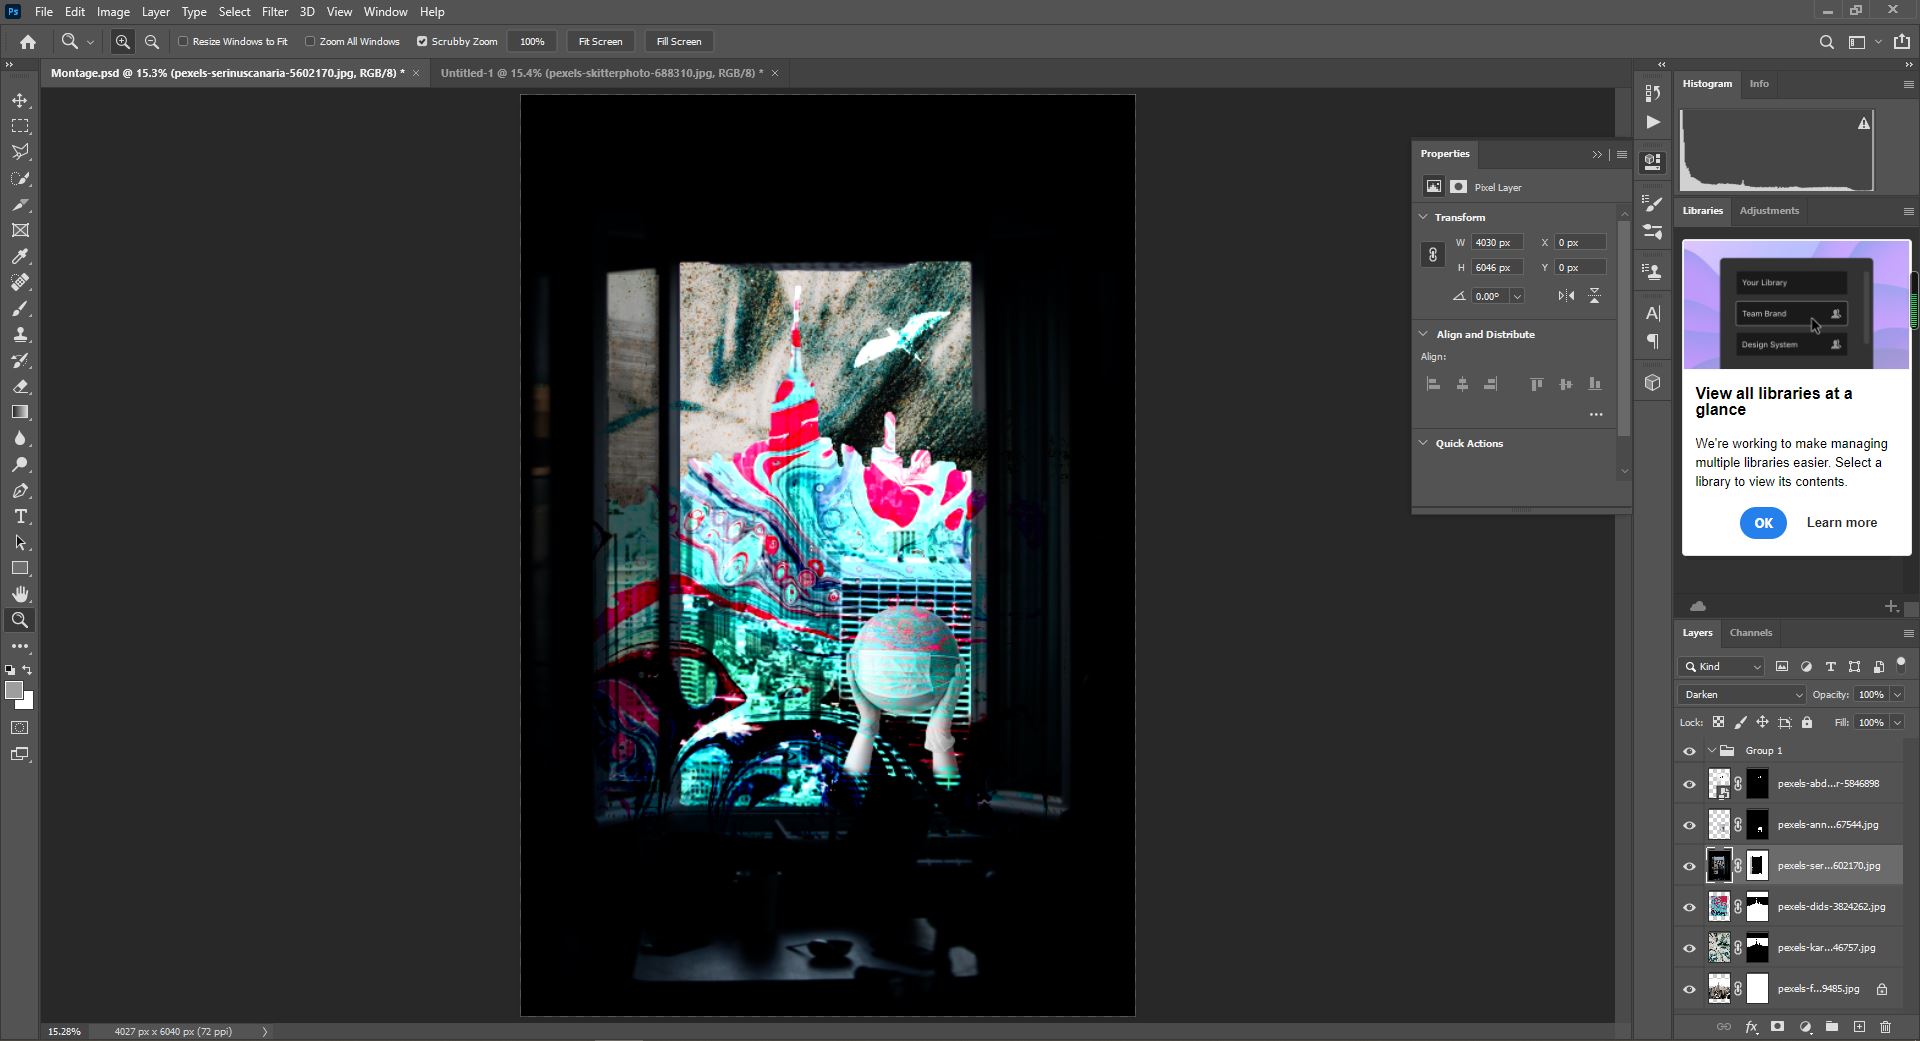 Ps File Edit Image Layer Type Select Filter 3D View Window Help
Resize Windows to Fit Zoom All Windows Scrubby Zoom 100% Fit Screen Fill Screen
Montage.psd @ 15.3% (pexels-serinuscanaria-5602170.jpg, RGB/8) * × Untitled-1 @ 15.4% (pexels-skitterphoto-688310.jpg, RGB/8) * ×
Histogram Info
Properties
Pixel Layer
Transform
W 4030 px X 0 px
H 6046 px Y 0 px
0.00°
Align and Distribute
Align:
Quick Actions
Libraries Adjustments
Your Library
Team Brand
Design System
View all libraries at a
glance
We're working to make managing
multiple libraries easier. Select a
library to view its contents.
OK Learn more
Layers Channels
Kind
Darken Opacity: 100%
Lock: Fill: 100%
Group 1
pexels-abd...r-5846898
pexels-ann...67544.jpg
pexels-ser...602170.jpg
pexels-dids-3824262.jpg
pexels-kar...46757.jpg
pexels-f...9485.jpg
fx
15.28% 4027 px x 6040 px (72 ppi)